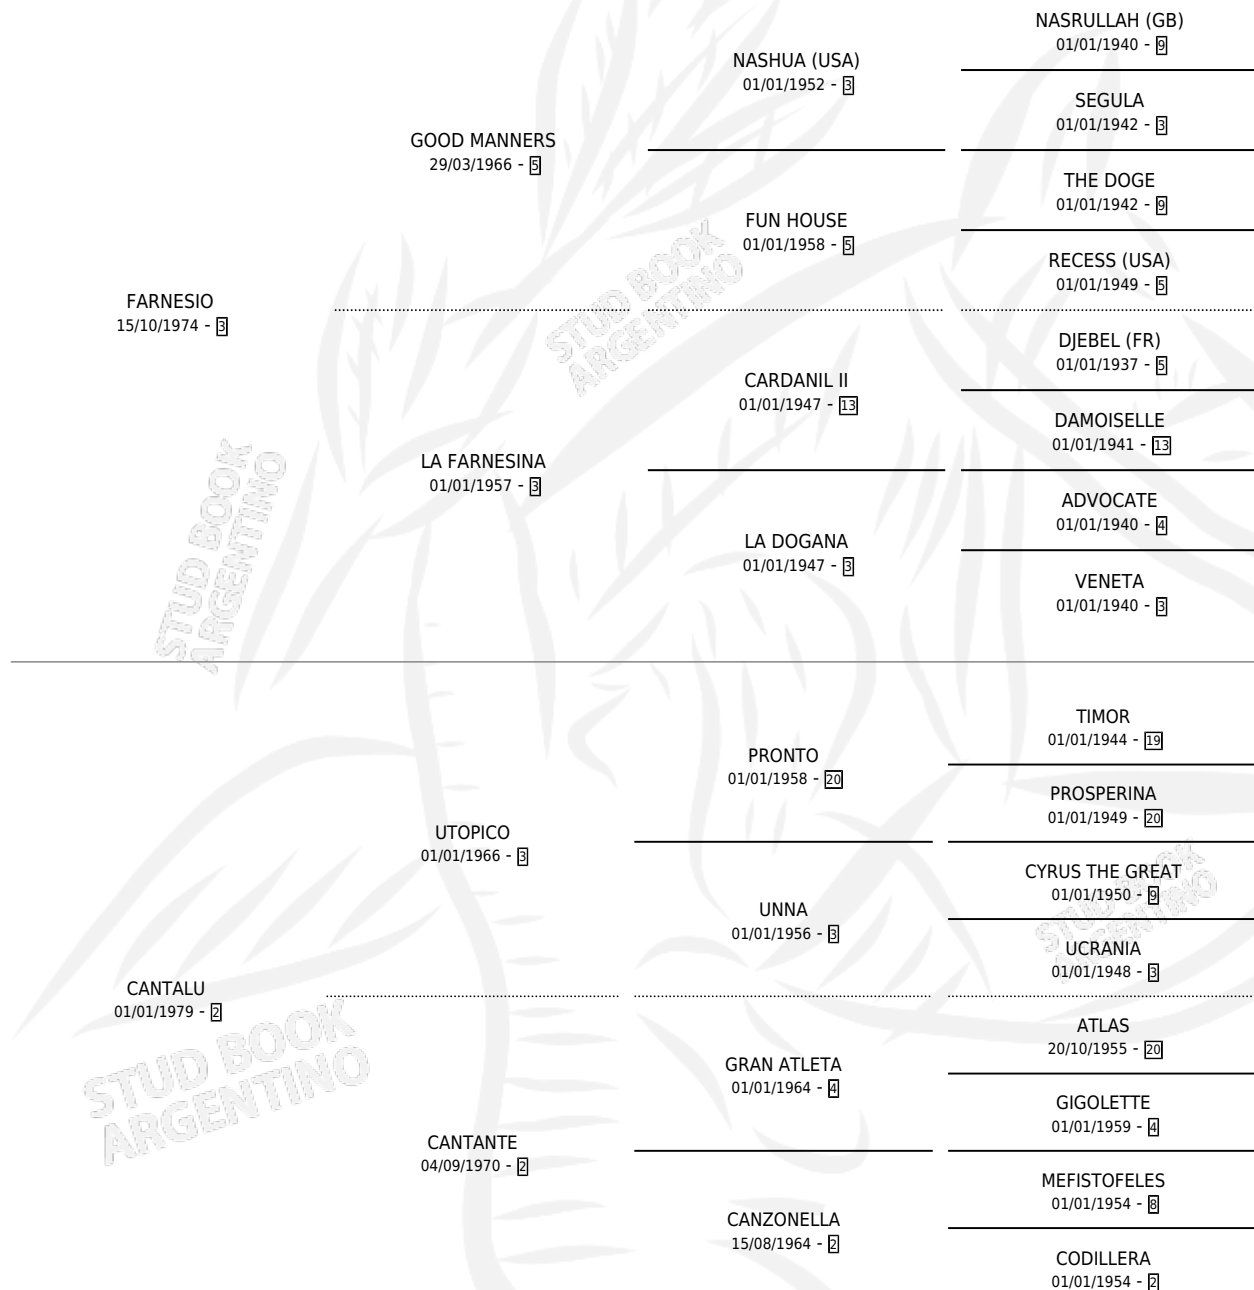 NASRULLAH (GB)
01/01/1940 - 9
NASHUA (USA)
01/01/1952 - 3
SEGULA
01/01/1942 - 3
GOOD MANNERS
29/03/1966 - 5
THE DOGE
01/01/1942 - 9
FUN HOUSE
01/01/1958 - 5
RECESS (USA)
01/01/1949 - 5
FARNESIO
15/10/1974 - 3
DJEBEL (FR)
01/01/1937 - 5
CARDANIL II
01/01/1947 - 13
DAMOISELLE
01/01/1941 - 13
LA FARNESINA
01/01/1957 - 3
ADVOCATE
01/01/1940 - 4
LA DOGANA
01/01/1947 - 3
VENETA
01/01/1940 - 3
TIMOR
01/01/1944 - 19
PRONTO
01/01/1958 - 20
PROSPERINA
01/01/1949 - 20
UTOPICO
01/01/1966 - 3
CYRUS THE GREAT
01/01/1950 - 9
UNNA
01/01/1956 - 3
UCRANIA
01/01/1948 - 3
CANTALU
01/01/1979 - 2
ATLAS
20/10/1955 - 20
GRAN ATLETA
01/01/1964 - 4
GIGOLETTE
01/01/1959 - 4
CANTANTE
04/09/1970 - 2
MEFISTOFELES
01/01/1954 - 8
CANZONELLA
15/08/1964 - 2
CODILLERA
01/01/1954 - 2
STUD BOOK
ARGENTINO
STUD BOOK
ARGENTINO
STUD BOOK
ARGENTINO
STUD BOOK
ARGENTINO